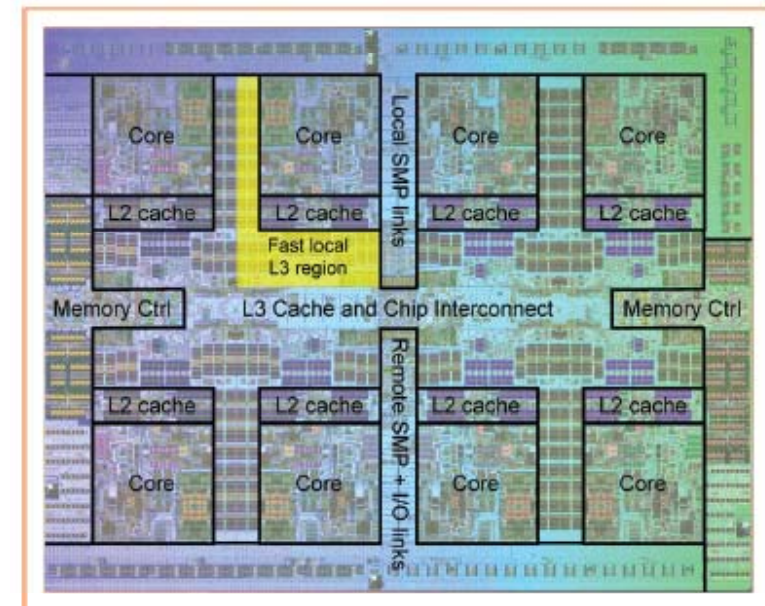 Core
Core
Local SMP links
Core
Core
L2 cache
L2 cache
L2 cache
L2 cache
Fast local
L3 region
Memory Ctrl
L3 Cache and Chip Interconnect
Memory Ctrl
L2 cache
L2 cache
Remote SMP + I/O links
L2 cache
L2 cache
Core
Core
Core
Core